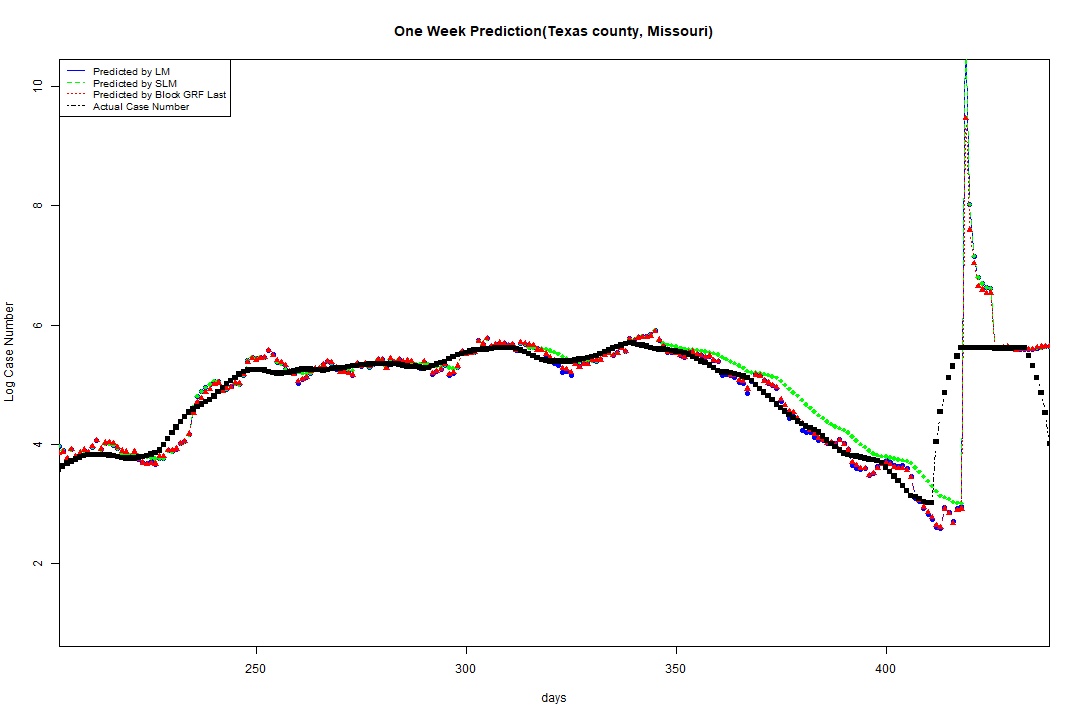 One Week Prediction(Texas county, Missouri)
Predicted by LM
Predicted by SLM
Predicted by Block GRF Last
Actual Case Number
10
8
6
4
2
Log Case Number
250
300
350
400
days